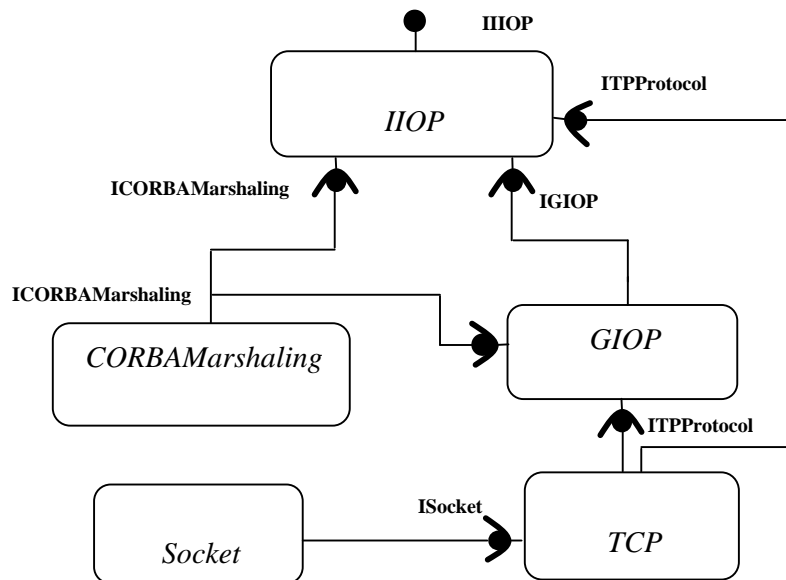 IIIOP
ITPProtocol
IIOP
ICORBAMarshaling
IGIOP
ICORBAMarshaling
CORBAMarshaling
GIOP
ITPProtocol
ISocket
Socket
TCP